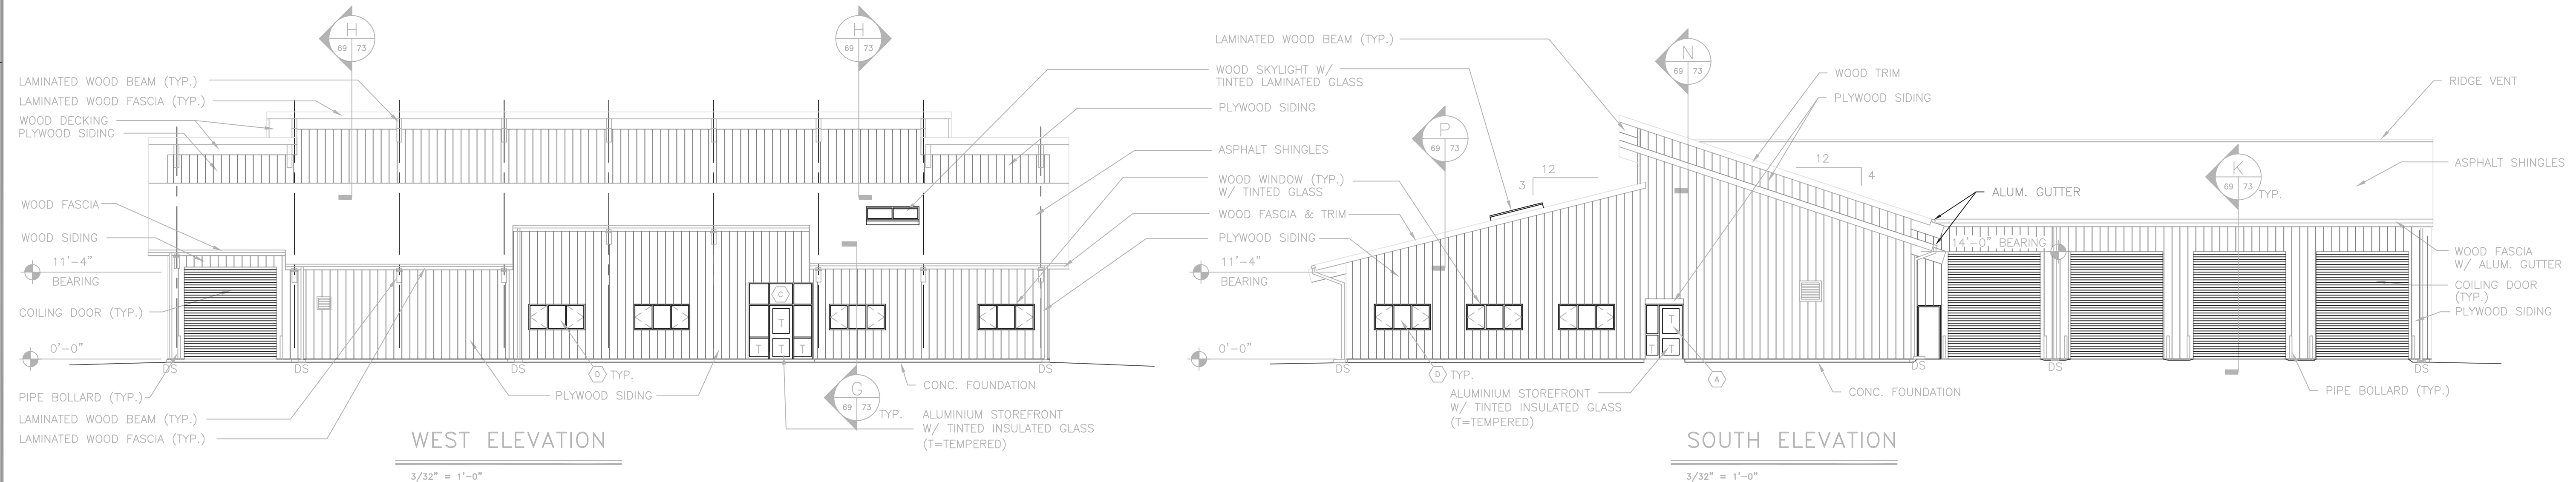 H
69 73
H
69 73
LAMINATED WOOD BEAM (TYP.)
LAMINATED WOOD FASCIA (TYP.)
WOOD DECKING
PLYWOOD SIDING
WOOD FASCIA
WOOD SIDING
11'-4"
BEARING
COILING DOOR (TYP.)
0'-0"
PIPE BOLLARD (TYP.)
LAMINATED WOOD BEAM (TYP.)
LAMINATED WOOD FASCIA (TYP.)
DS
DS
DS
DS
D
TYP.
PLYWOOD SIDING
C
T
T
T
T
G
69 73
TYP.
CONC. FOUNDATION
ALUMINIUM STOREFRONT
W/ TINTED INSULATED GLASS
(T=TEMPERED)
WEST ELEVATION
3/32" = 1'-0"
LAMINATED WOOD BEAM (TYP.)
WOOD SKYLIGHT W/
TINTED LAMINATED GLASS
PLYWOOD SIDING
ASPHALT SHINGLES
WOOD WINDOW (TYP.)
W/ TINTED GLASS
WOOD FASCIA & TRIM
PLYWOOD SIDING
11'-4"
BEARING
0'-0"
P
69 73
N
69 73
12
3
WOOD TRIM
PLYWOOD SIDING
12
4
ALUM. GUTTER
14'-0" BEARING
K
69 73
TYP.
RIDGE VENT
ASPHALT SHINGLES
WOOD FASCIA
W/ ALUM. GUTTER
COILING DOOR
(TYP.)
PLYWOOD SIDING
T
T
T
DS
DS
DS
DS
D
TYP.
A
ALUMINIUM STOREFRONT
W/ TINTED INSULATED GLASS
(T=TEMPERED)
CONC. FOUNDATION
PIPE BOLLARD (TYP.)
SOUTH ELEVATION
3/32" = 1'-0"